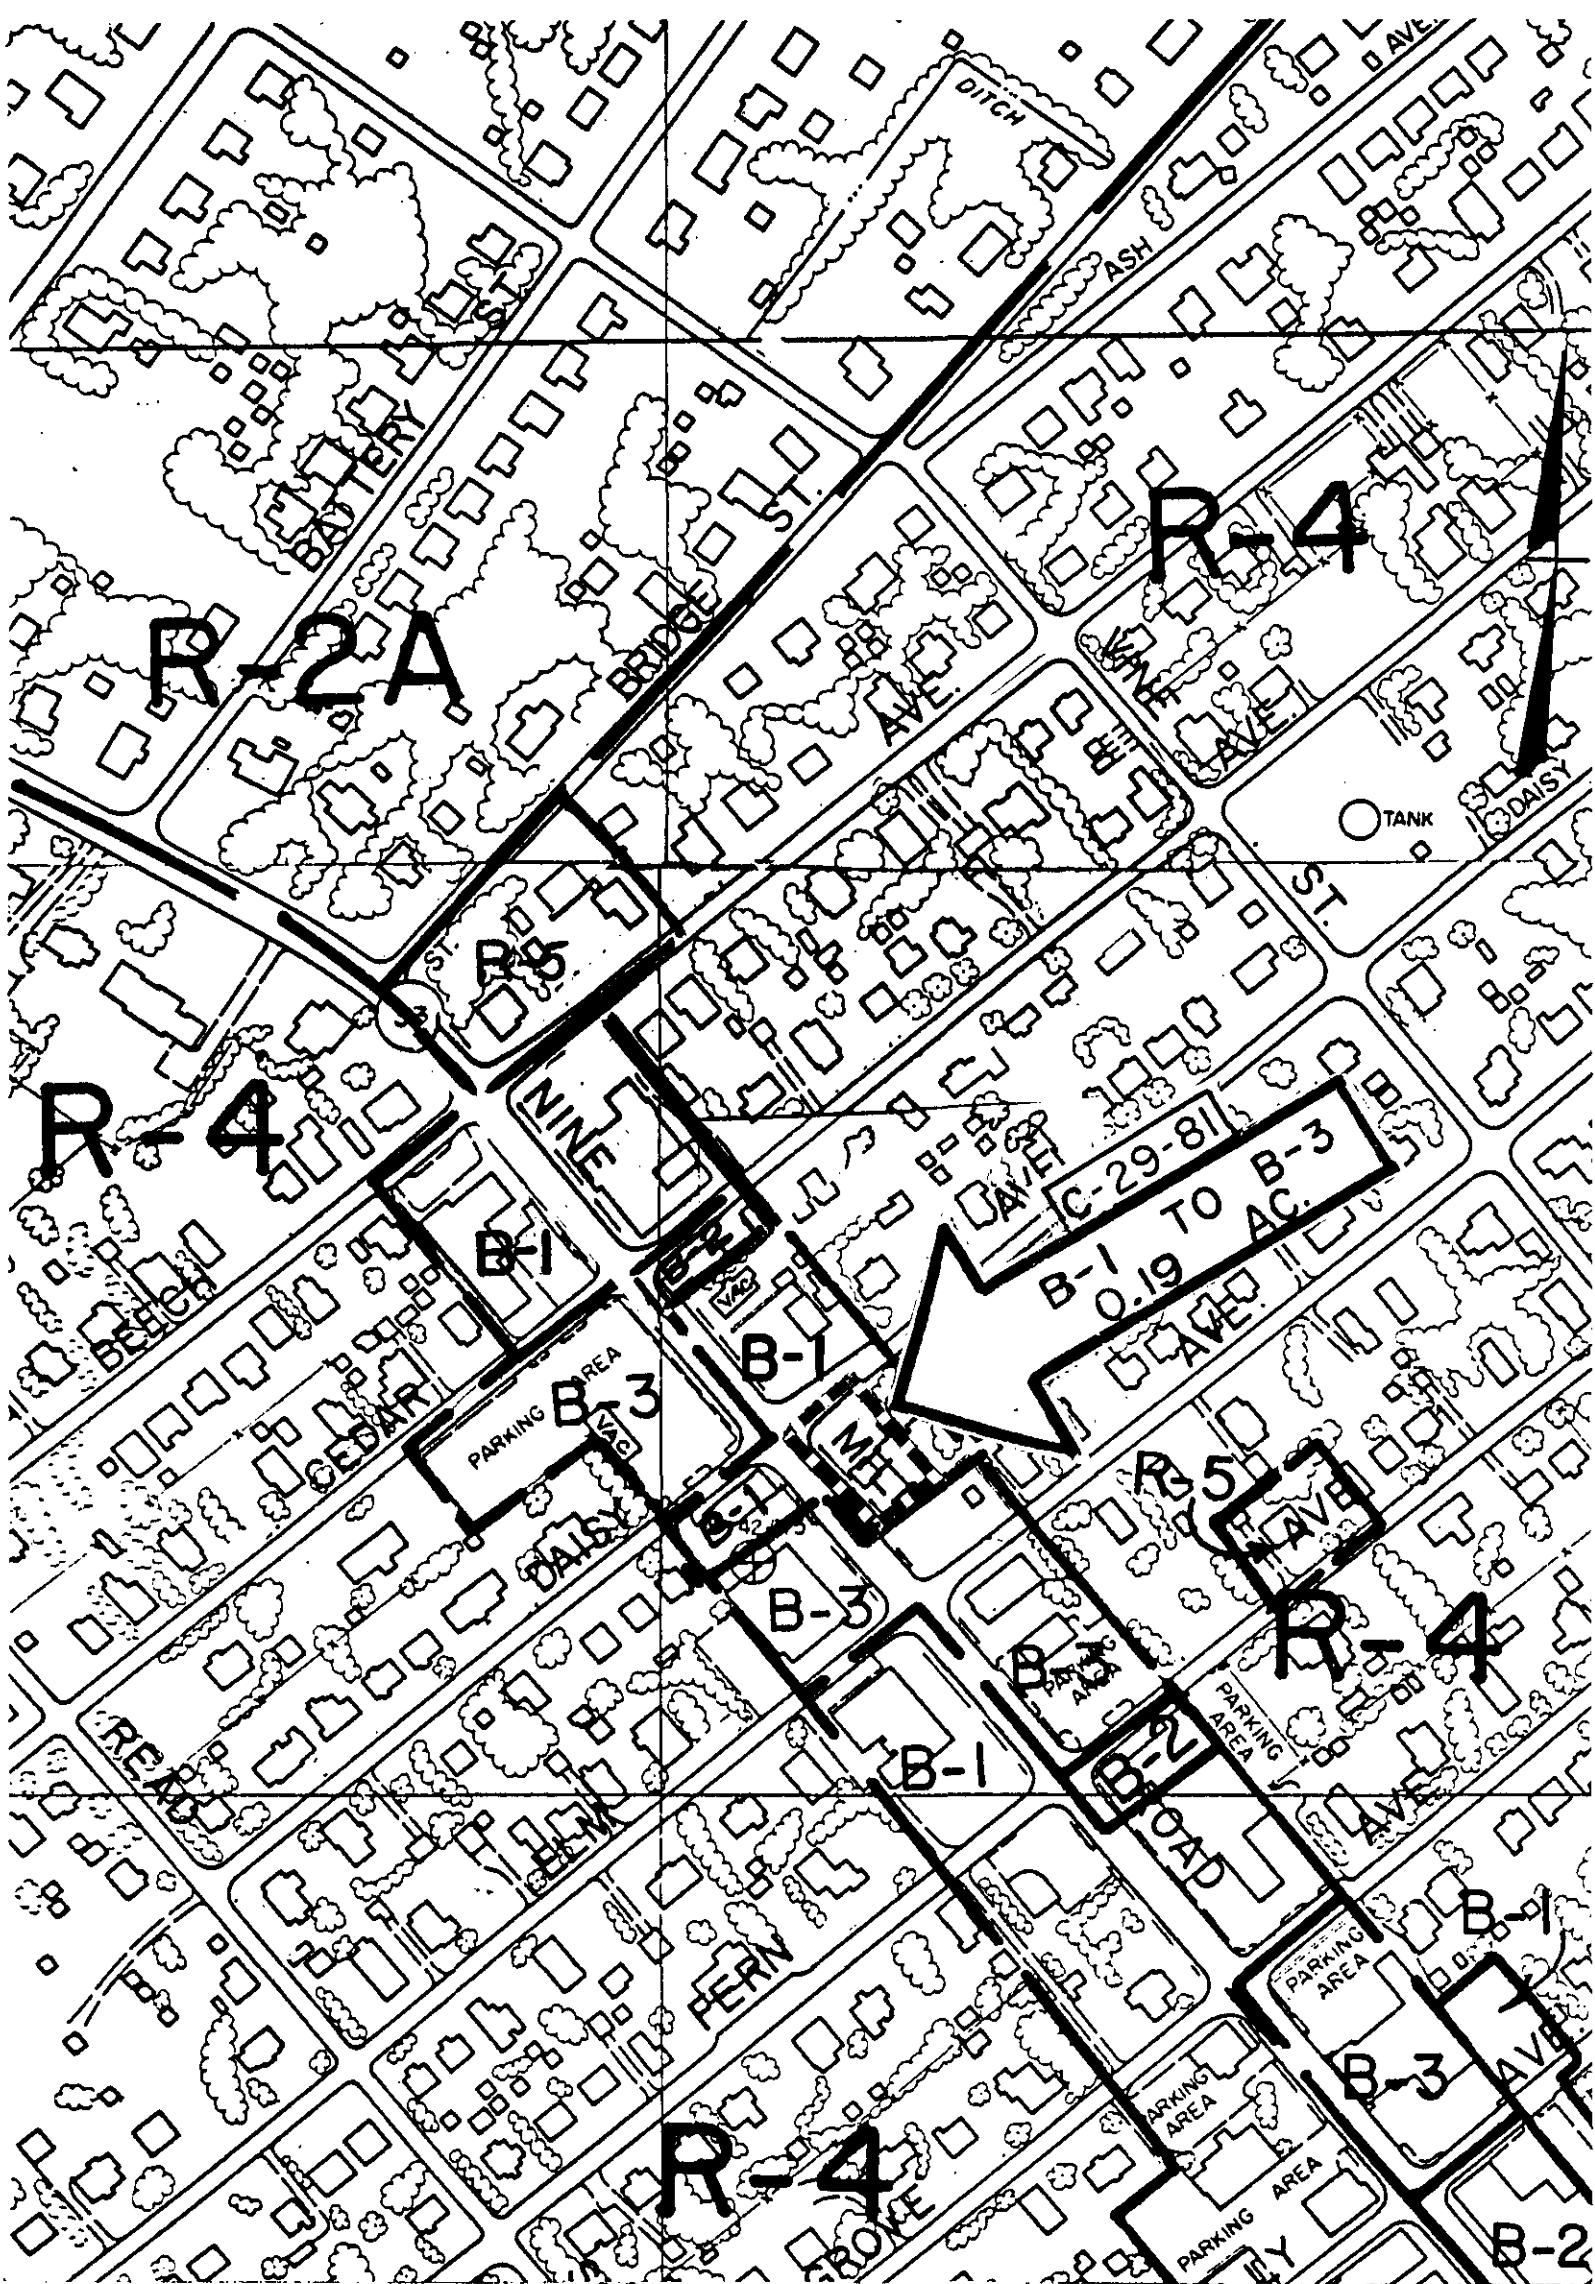 AVE.
DITCH
ASH
ST.
BATTERY
R-4
ST.
BRIDGE
R-2A
VINE
AVE.
AVE.
DAISY
TANK
ST.
ST.
R-5
33
R-4
NINE
AVE.
C-29-81
B-1 TO B-3
0.19 AC.
B-2
VAC
B-1
BEECH
B-1
AVE.
PARKING AREA
B-3
VAC
CEDAR
R-5
AVE
B-1
DAISY
B-3
R-4
PARKING
AREA
PARKING
AREA
READ
B-2
B-1
AVE.
ELM
ROAD
B-1
PARKING
AREA
FERN
AVE.
B-3
PARKING
AREA
R-4
GROVE
PARKING AREA
B-2